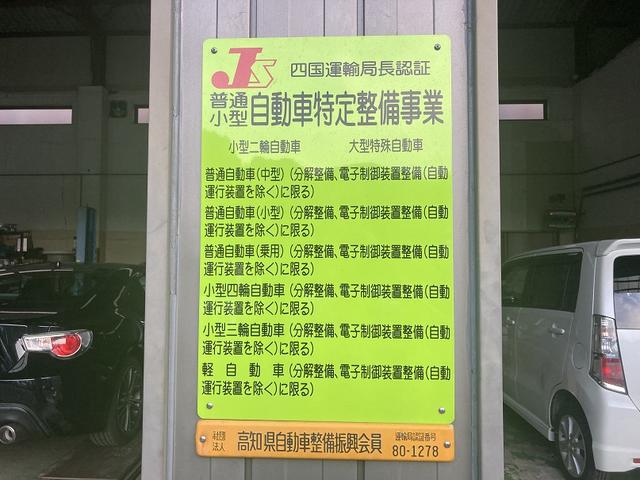 JS 四国運輸局長認証
普通
小型 自動車特定整備事業
小型二輪自動車 大型特殊自動車
普通自動車(中型)(分解整備、電子制御装置整備(自動
運行装置を除く)に限る)
普通自動車(小型)(分解整備、電子制御装置整備(自動
運行装置を除く)に限る)
普通自動車(乗用)(分解整備、電子制御装置整備(自動
運行装置を除く)に限る)
小型四輪自動車(分解整備、電子制御装置整備(自動
運行装置を除く)に限る)
小型三輪自動車(分解整備、電子制御装置整備(自動
運行装置を除く)に限る)
軽自動車(分解整備、電子制御装置整備(自動
運行装置を除く)に限る)
社団
法人 高知県自動車整備振興会員
運輸局認証番号
80-1278